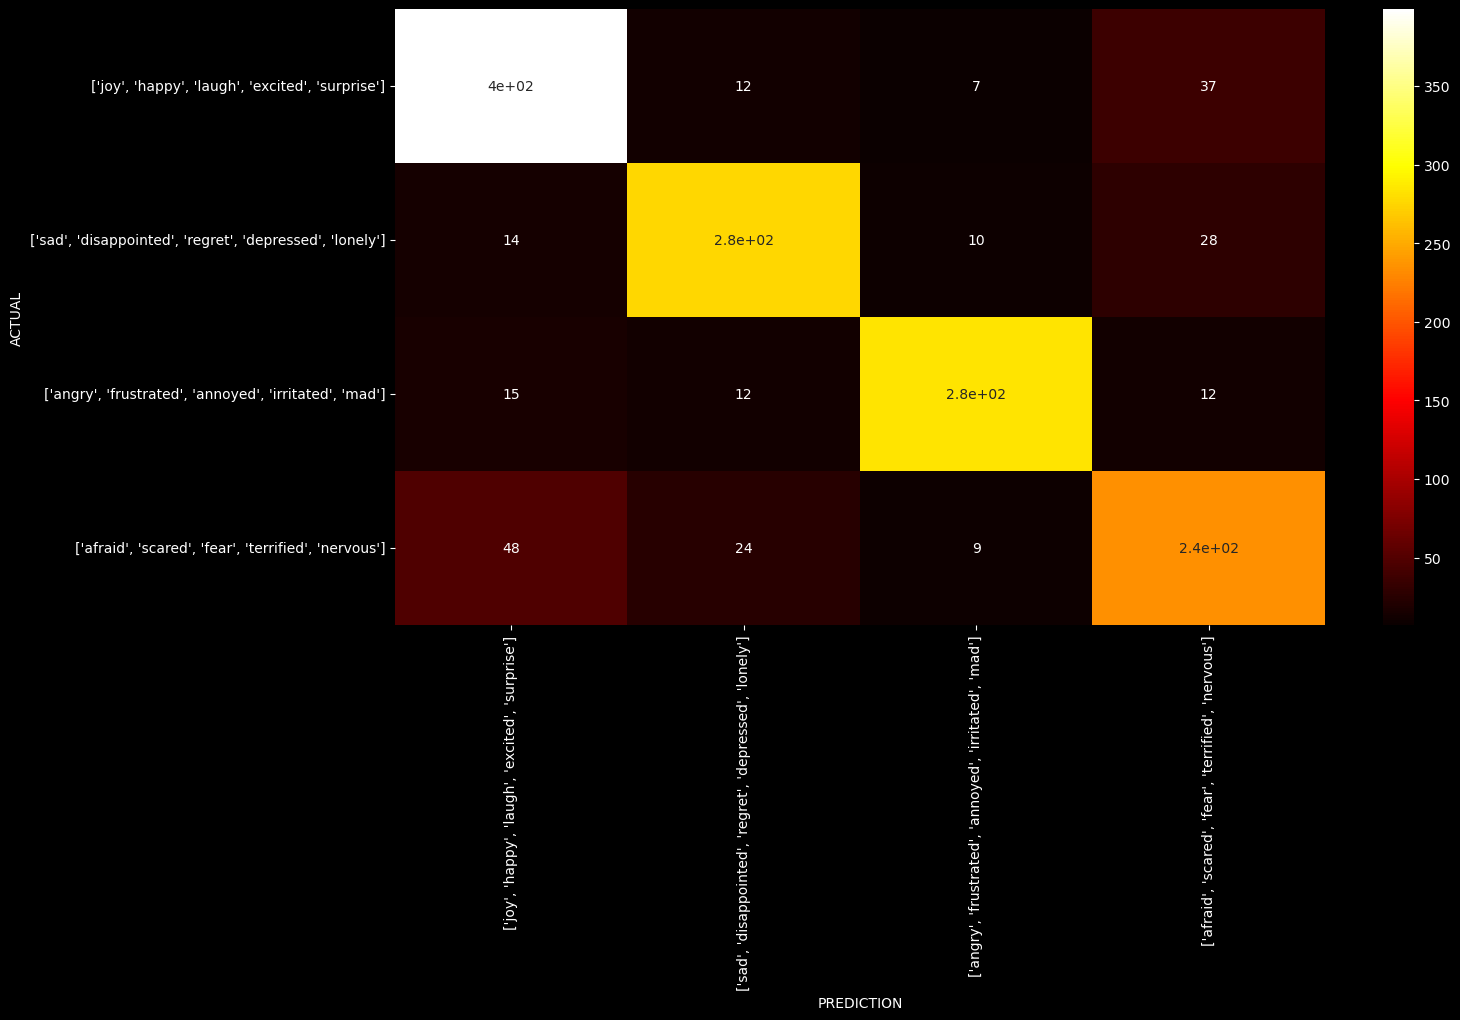 ['joy', 'happy', 'laugh', 'excited', 'surprise']
4e+02
12
7
37
['sad', 'disappointed', 'regret', 'depressed', 'lonely']
14
2.8e+02
10
28
['angry', 'frustrated', 'annoyed', 'irritated', 'mad']
15
12
2.8e+02
12
['afraid', 'scared', 'fear', 'terrified', 'nervous']
48
24
9
2.4e+02
ACTUAL
['joy', 'happy', 'laugh', 'excited', 'surprise']
['sad', 'disappointed', 'regret', 'depressed', 'lonely']
['angry', 'frustrated', 'annoyed', 'irritated', 'mad']
['afraid', 'scared', 'fear', 'terrified', 'nervous']
PREDICTION
350
300
250
200
150
100
50